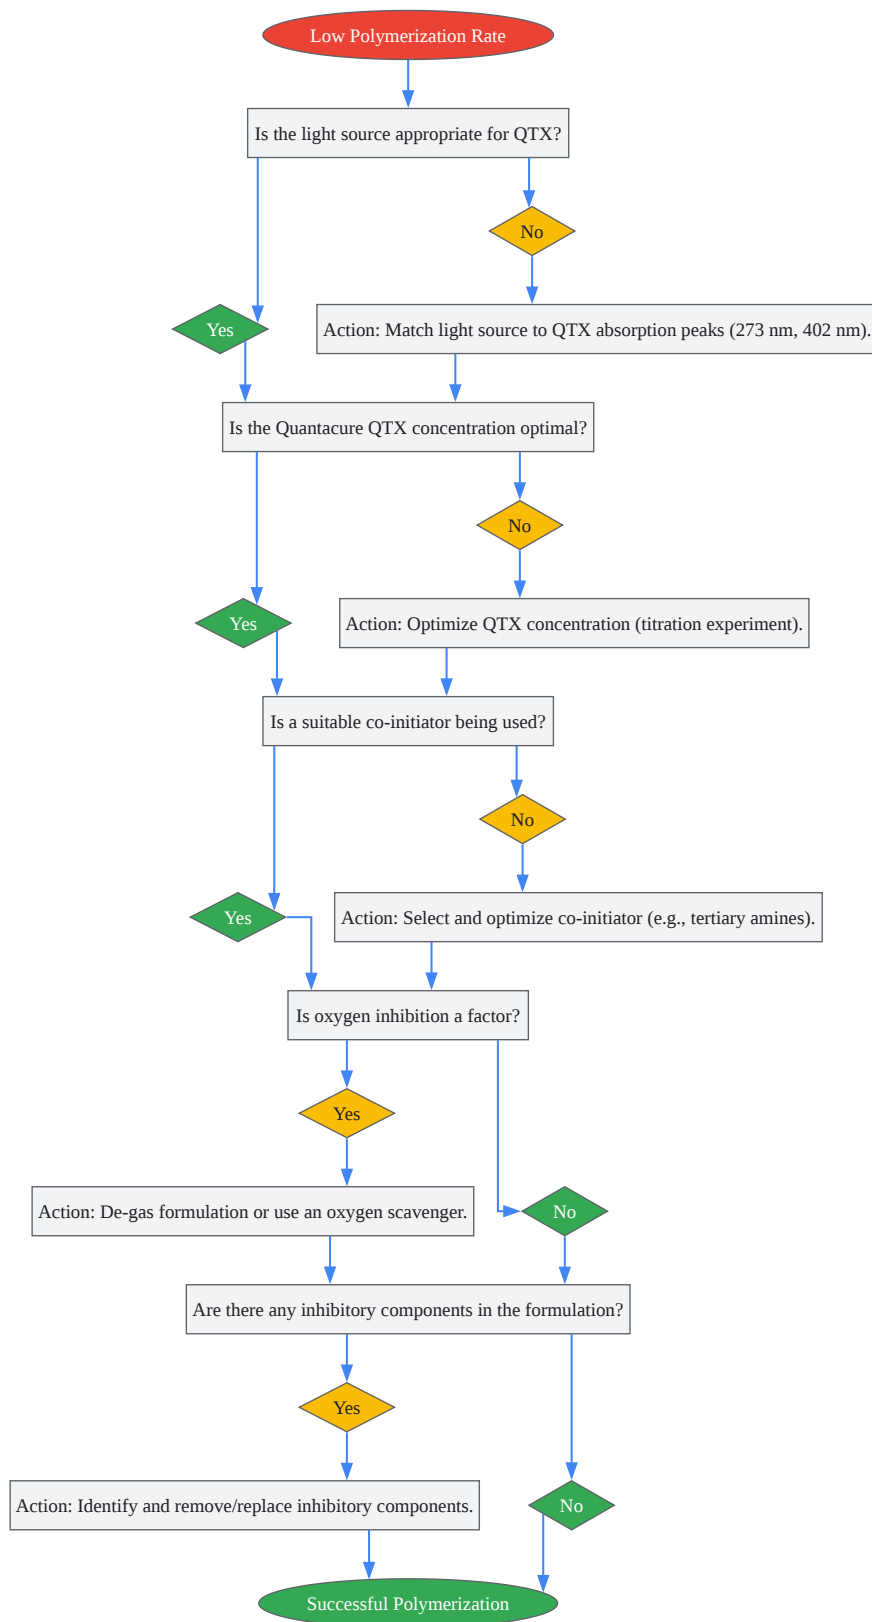 Low Polymerization Rate
Is the light source appropriate for QTX?
No
Yes
Action: Match light source to QTX absorption peaks (273 nm, 402 nm).
Is the Quantacure QTX concentration optimal?
No
Yes
Action: Optimize QTX concentration (titration experiment).
Is a suitable co-initiator being used?
No
Yes
Action: Select and optimize co-initiator (e.g., tertiary amines).
Is oxygen inhibition a factor?
Yes
Action: De-gas formulation or use an oxygen scavenger.
No
Are there any inhibitory components in the formulation?
Yes
Action: Identify and remove/replace inhibitory components.
No
Successful Polymerization